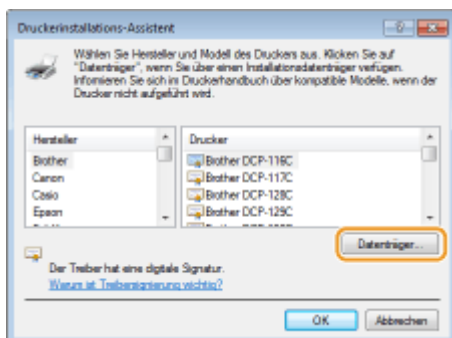 Druckerinstallations-Assistent
Wählen Sie Hersteller und Modell des Druckers aus. Klicken Sie auf
"Datenträger", wenn Sie über einen Installationsdatenträger verfügen.
Informieren Sie sich im Druckerhandbuch über kompatible Modelle, wenn der
Drucker nicht aufgeführt wird.
Hersteller
Drucker
Brother
Brother DCP-116C
Canon
Brother DCP-117C
Casio
Brother DCP-128C
Epson
Brother DCP-129C
Datenträger...
Der Treiber hat eine digitale Signatur.
Warum ist Treibersignierung wichtig?
OK
Abbrechen